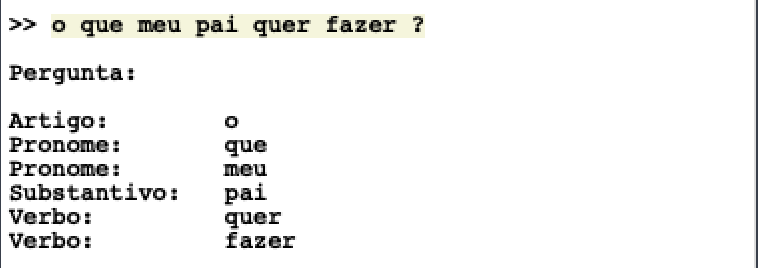 >> o que meu pai quer fazer ?
Pergunta:
Artigo: o
Pronome: que
Pronome: meu
Substantivo: pai
Verbo: quer
Verbo: fazer